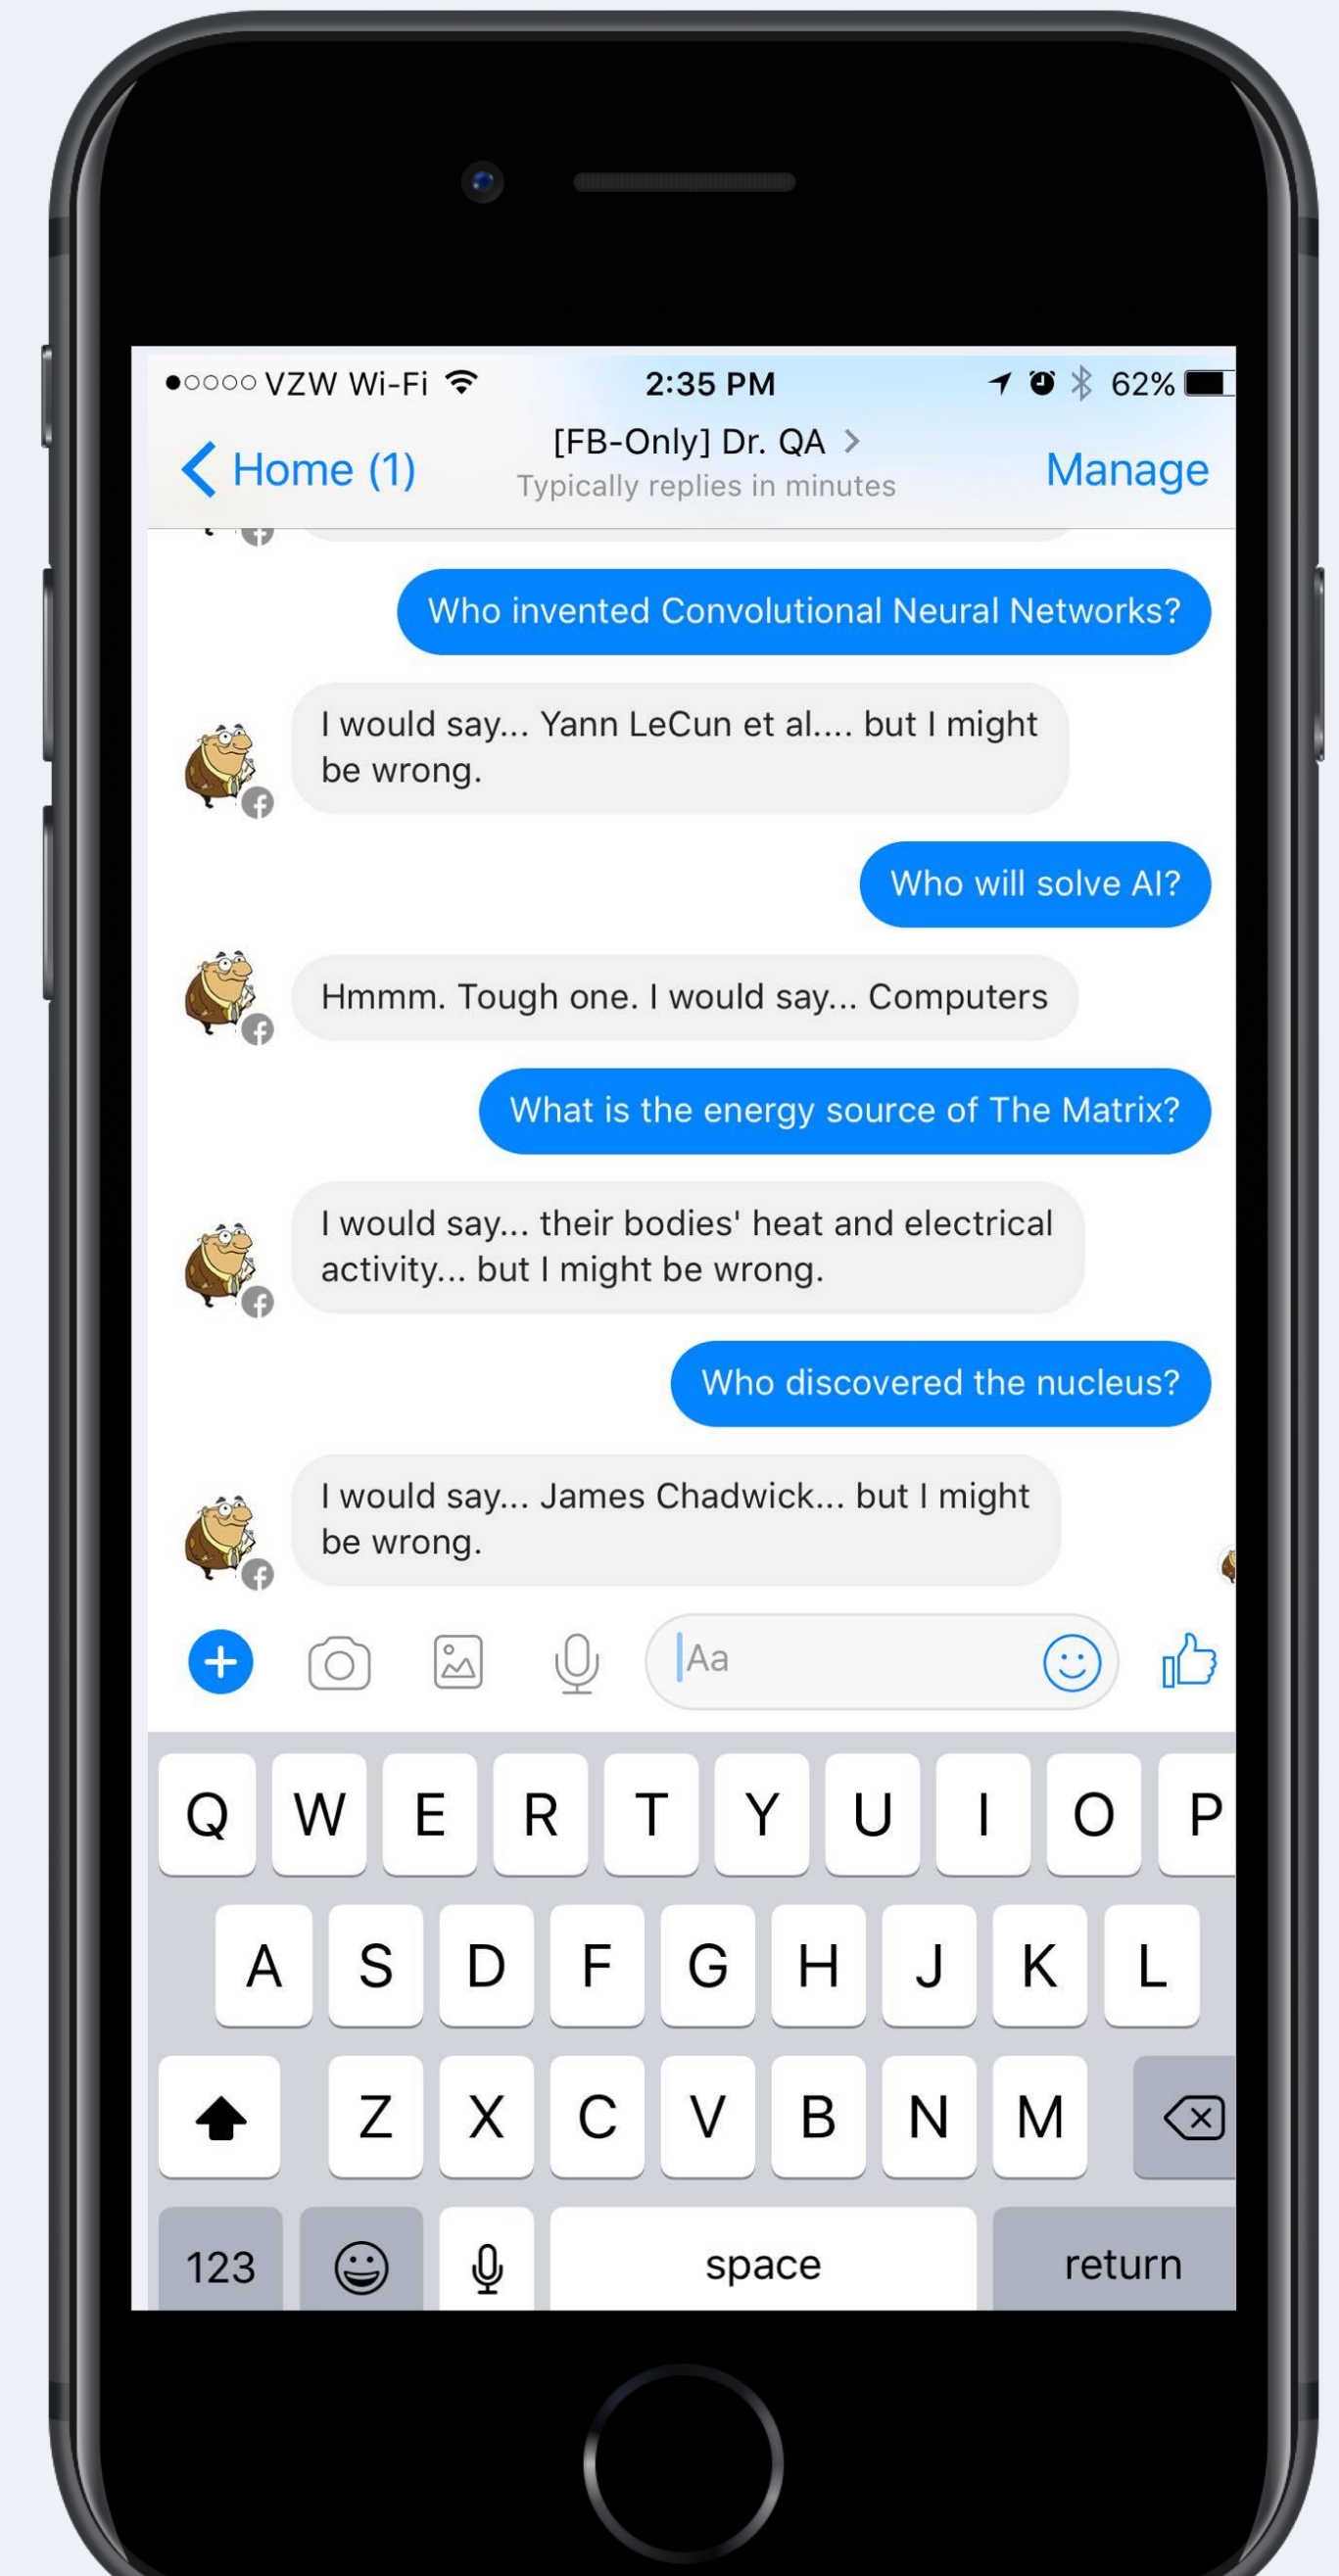 VZW Wi-Fi 2:35 PM 62%
Home (1) [FB-Only] Dr. QA Manage
Typically replies in minutes
Who invented Convolutional Neural Networks?
I would say... Yann LeCun et al.... but I might
be wrong.
Who will solve AI?
Hmmm. Tough one. I would say... Computers
What is the energy source of The Matrix?
I would say... their bodies' heat and electrical
activity... but I might be wrong.
Who discovered the nucleus?
I would say... James Chadwick... but I might
be wrong.
Aa
Q W E R T Y U I O P
A S D F G H J K L
Z X C V B N M
123 space return